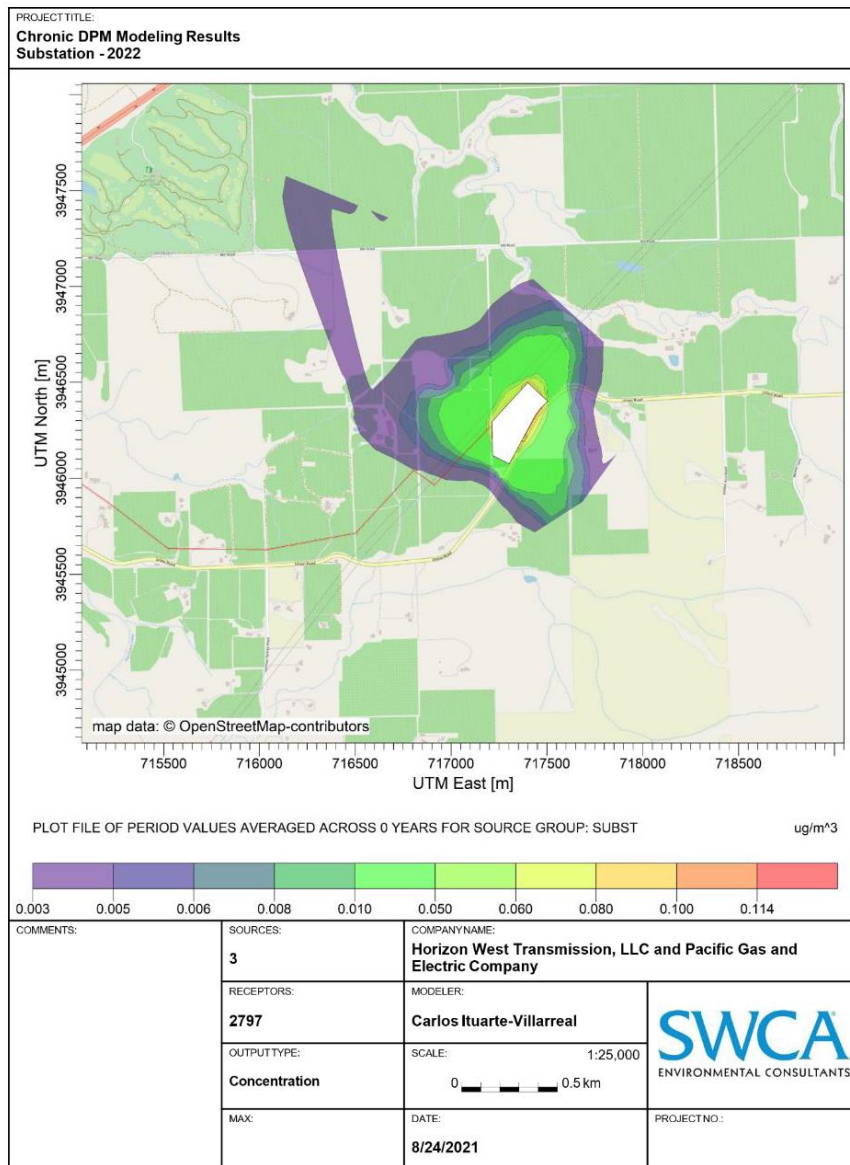 PROJECT TITLE:
Chronic DPM Modeling Results
Substation - 2022
UTM North [m]
3947500
3947000
3946500
3946000
3945500
3945000
Union Road
map data: © OpenStreetMap-contributors
715500 716000 716500 717000 717500 718000 718500
UTM East [m]
PLOT FILE OF PERIOD VALUES AVERAGED ACROSS 0 YEARS FOR SOURCE GROUP: SUBST ug/m^3
0.003 0.005 0.006 0.008 0.010 0.050 0.060 0.080 0.100 0.114
COMMENTS:
SOURCES:
3
COMPANY NAME:
Horizon West Transmission, LLC and Pacific Gas and
Electric Company
RECEPTORS:
2797
MODELER:
Carlos Ituarte-Villarreal
OUTPUT TYPE:
Concentration
SCALE: 1:25,000
0 0.5 km
SWCA
ENVIRONMENTAL CONSULTANTS
MAX:
DATE:
8/24/2021
PROJECT NO.: